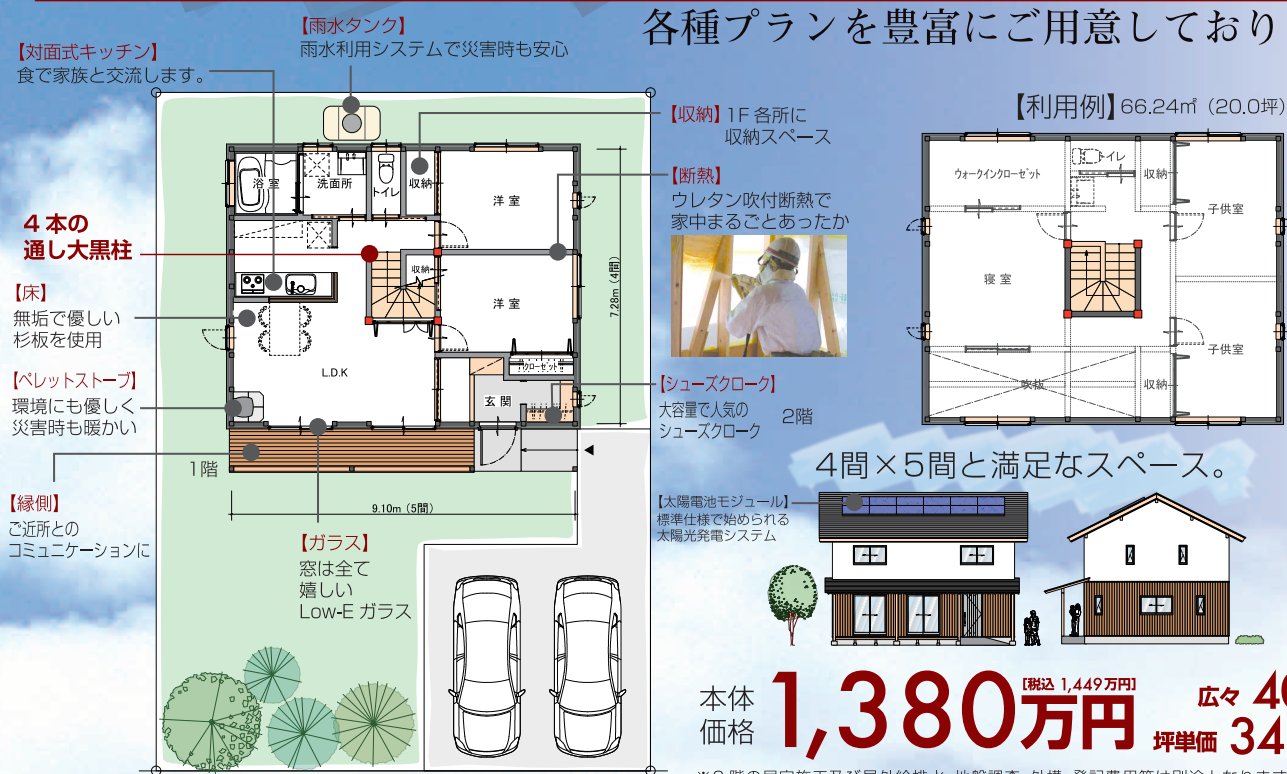 各種プランを豊富にご用意しており
【対面式キッチン】
食で家族と交流します。
【雨水タンク】
雨水利用システムで災害時も安心
4本の
通し大黒柱
【床】
無垢で優しい
杉板を使用
【ペレットストーブ】
環境にも優しく
災害時も暖かい
【縁側】
ご近所との
コミュニケーションに
浴室
洗面所
トイレ
収納
洋室
収納
洋室
L.D.K
クローゼット
玄関
1階
7.28m (4間)
9.10m (5間)
【ガラス】
窓は全て
嬉しい
Low-E ガラス
【収納】1F 各所に
収納スペース
【断熱】
ウレタン吹付断熱で
家中まるごとあったか
【シューズクローク】
大容量で人気の
シューズクローク
2階
【利用例】66.24㎡(20.0坪)
ウォークインクローゼット
トイレ
収納
子供室
寝室
子供室
吹抜
収納
4間×5間と満足なスペース。
【太陽電池モジュール】
標準仕様で始められる
太陽光発電システム
本体
価格
1,380万円
[税込 1,449万円]
広々 40
坪単価 34.